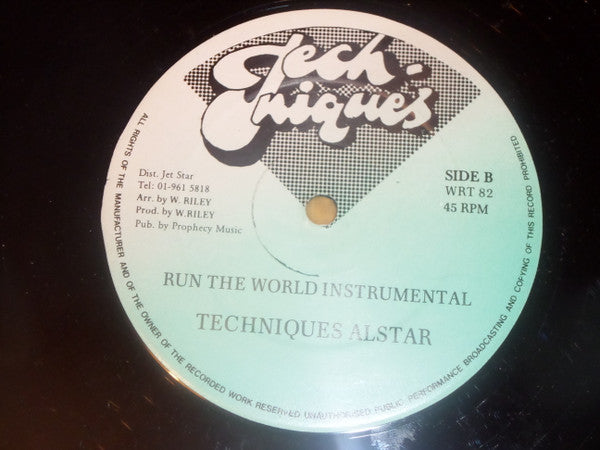 Tech-
niques
Dist. Jet Star
Tel: 01-961 5818
Arr. by W. RILEY
Prod. by W.RILEY
Pub. by Prophecy Music
SIDE B
WRT 82
45 RPM
RUN THE WORLD INSTRUMENTAL
TECHNIQUES ALSTAR
ALL RIGHTS OF THE MANUFACTURER AND OF THE OWNER OF THE RECORDED WORK RESERVED UNAUTHORISED PUBLIC PERFORMANCE BROADCASTING AND COPYING OF THIS RECORD PROHIBITED